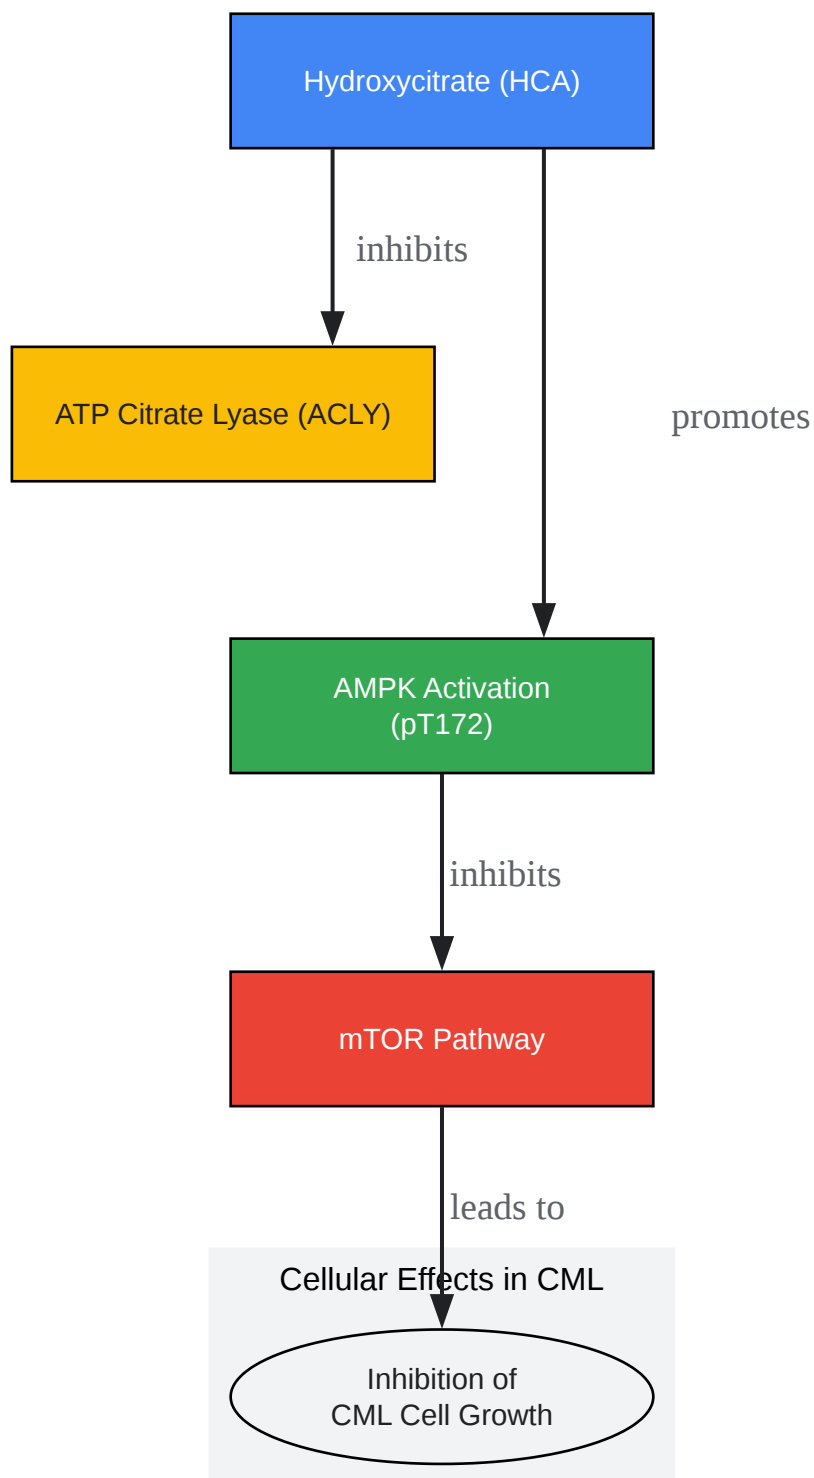 Hydroxycitrate (HCA)
inhibits
ATP Citrate Lyase (ACLY)
promotes
AMPK Activation
(pT172)
inhibits
mTOR Pathway
leads to
Cellular Effects in CML
Inhibition of
CML Cell Growth